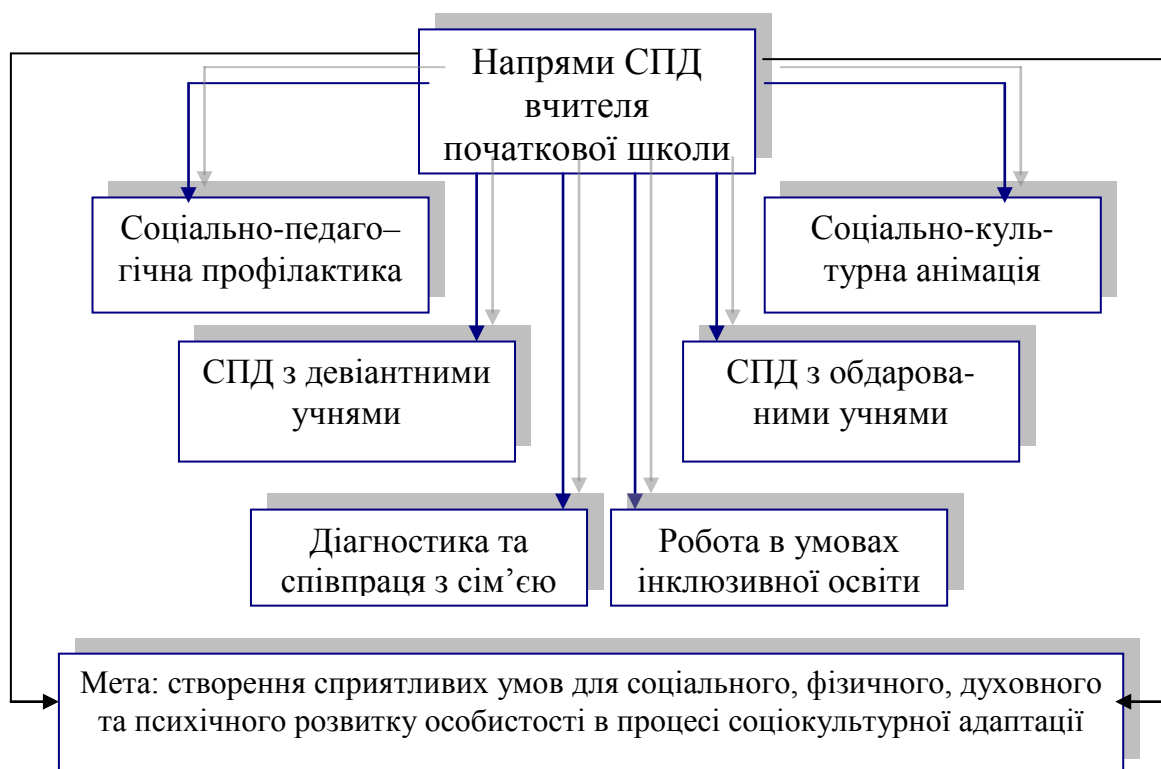 Напрями СПД
вчителя
початкової школи
Соціально-педаго–
гічна профілактика
Соціально-куль-
турна анімація
СПД з девіантними
учнями
СПД з обдарова-
ними учнями
Діагностика та
співпраця з сім’єю
Робота в умовах
інклюзивної освіти
Мета: створення сприятливих умов для соціального, фізичного, духовного
та психічного розвитку особистості в процесі соціокультурної адаптації